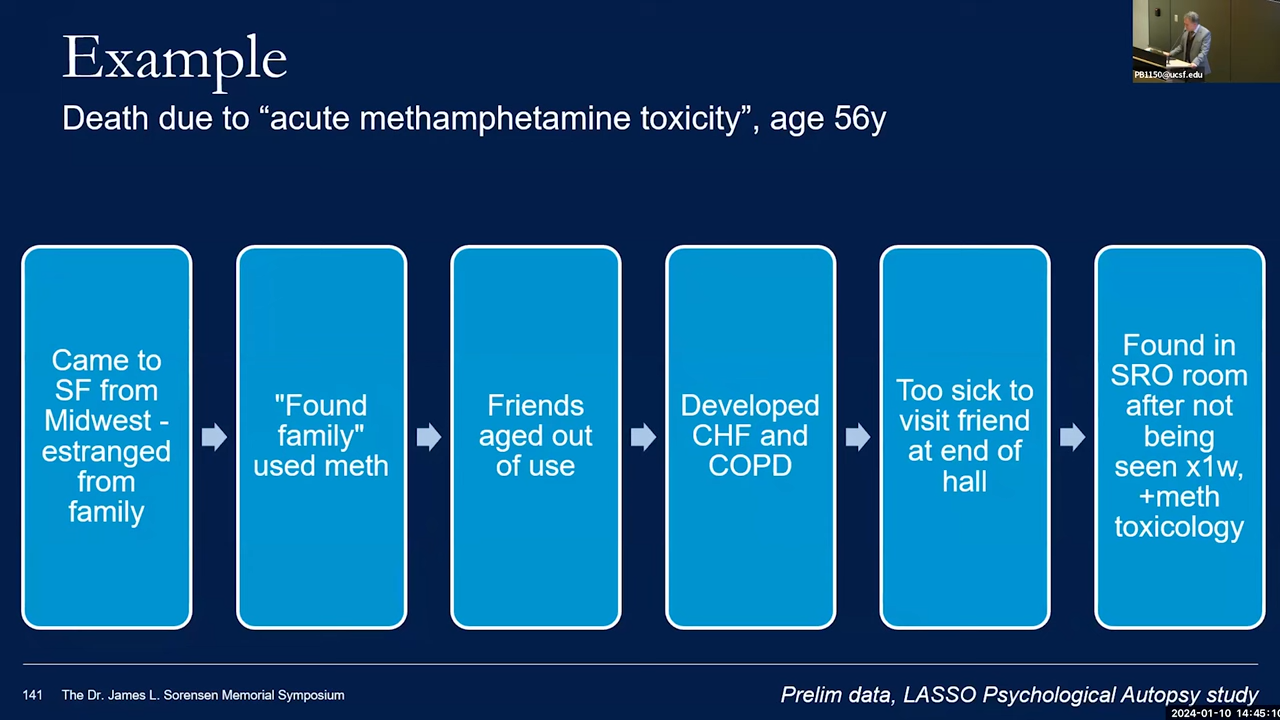 Example
PB1150@ucsf.edu
Death due to “acute methamphetamine toxicity”, age 56y
Came to
SF from
Midwest -
estranged
from
family
"Found
family"
used meth
Friends
aged out
of use
Developed
CHF and
COPD
Too sick to
visit friend
at end of
hall
Found in
SRO room
after not
being
seen x1w,
+meth
toxicology
141 The Dr. James L. Sorensen Memorial Symposium
Prelim data, LASSO Psychological Autopsy study
2024-01-10 14:45:10